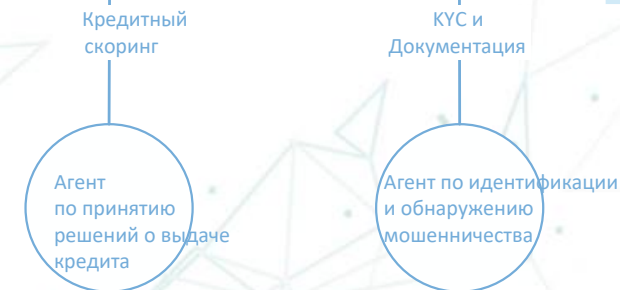 Кредитный
скоринг
KYC и
Документация
Агент
по принятию
решений о выдаче
кредита
Агент по идентификации
и обнаружению
мошенничества